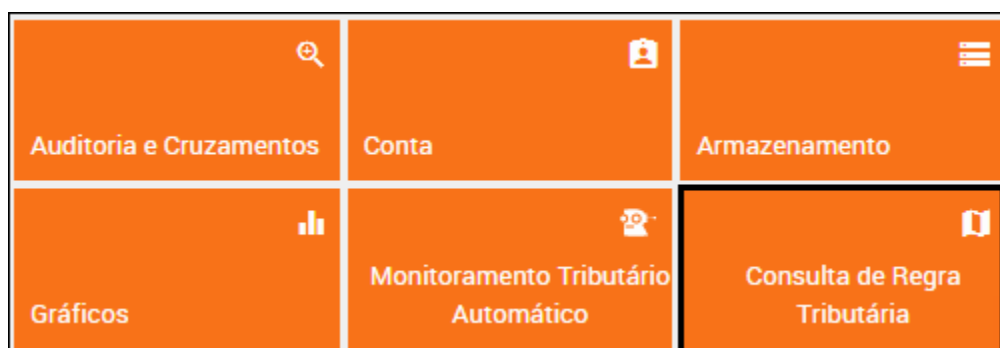 Auditoria e Cruzamentos
Conta
Armazenamento
Gráficos
Monitoramento Tributário
Automático
Consulta de Regra
Tributária